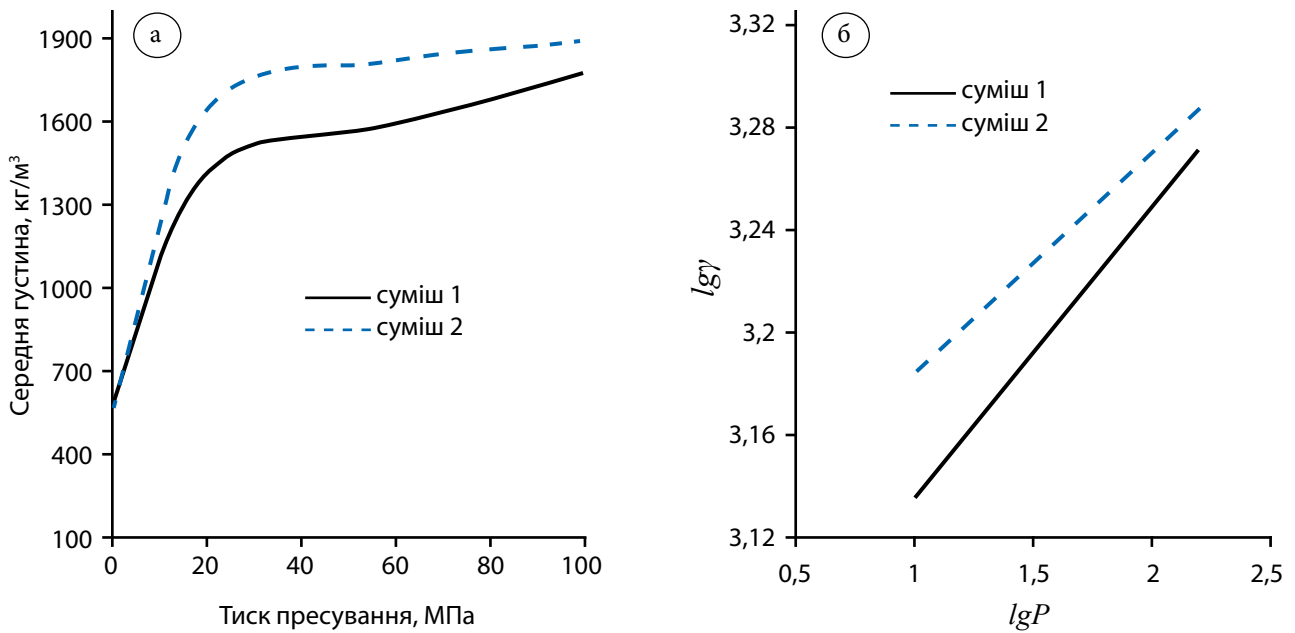 а
1900
1600
1300
1000
700
400
100
Середня густина, кг/м³
суміш 1
суміш 2
0
20
40
60
80
100
Тиск пресування, МПа
б
3,32
3,28
3,24
3,2
3,16
3,12
lgγ
суміш 1
суміш 2
0,5
1
1,5
2
2,5
lgP